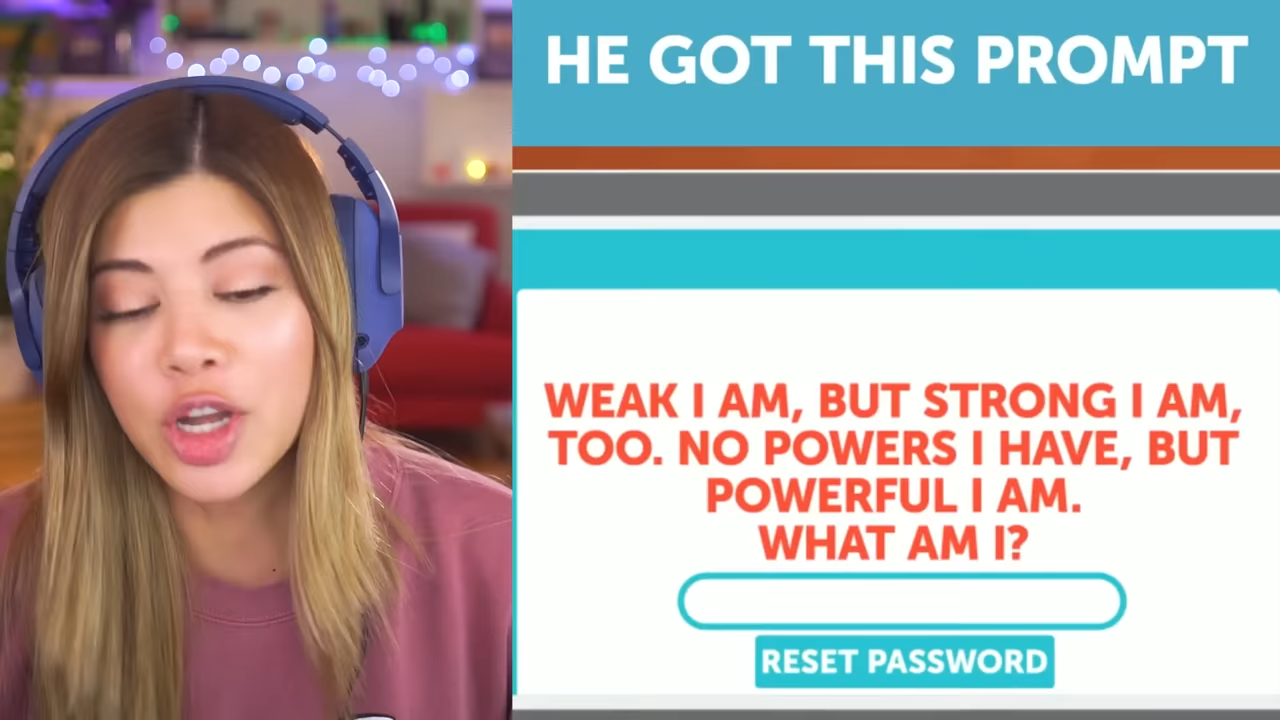 HE GOT THIS PROMPT
WEAK I AM, BUT STRONG I AM,
TOO. NO POWERS I HAVE, BUT
POWERFUL I AM.
WHAT AM I?
RESET PASSWORD